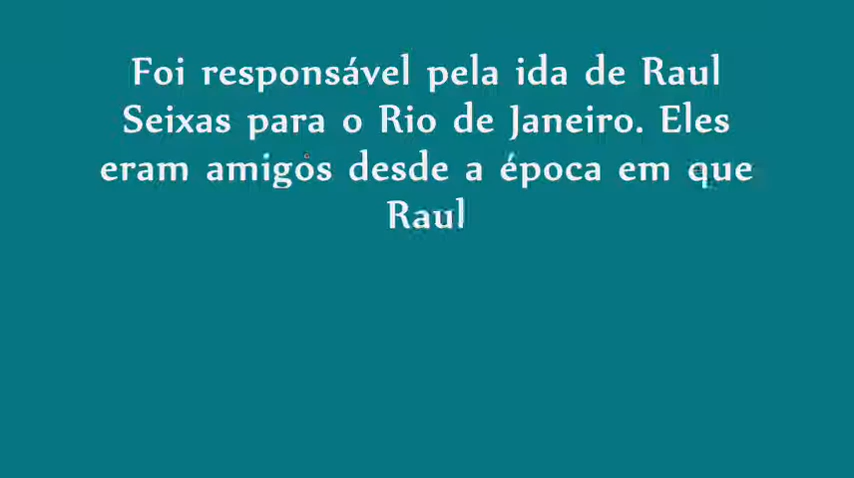 Foi responsável pela ida de Raul
Seixas para o Rio de Janeiro. Eles
eram amigos desde a época em que
Raul